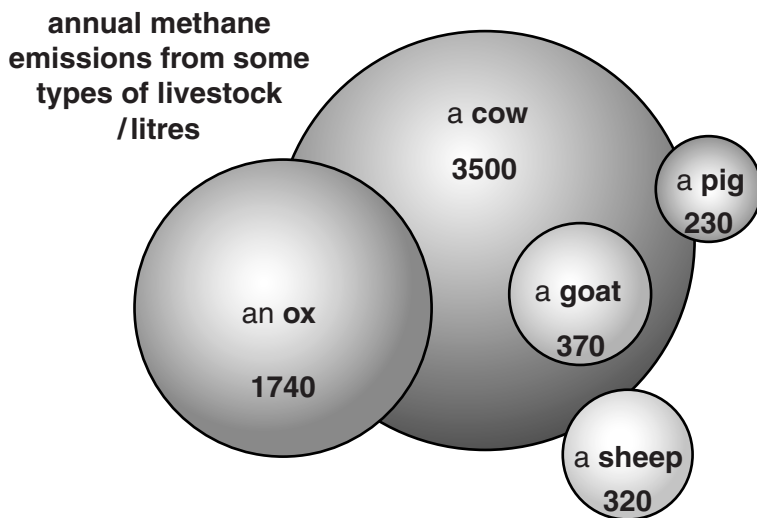 annual methane
emissions from some
types of livestock
/litres
a cow
3500
a pig
230
a goat
370
an ox
1740
a sheep
320